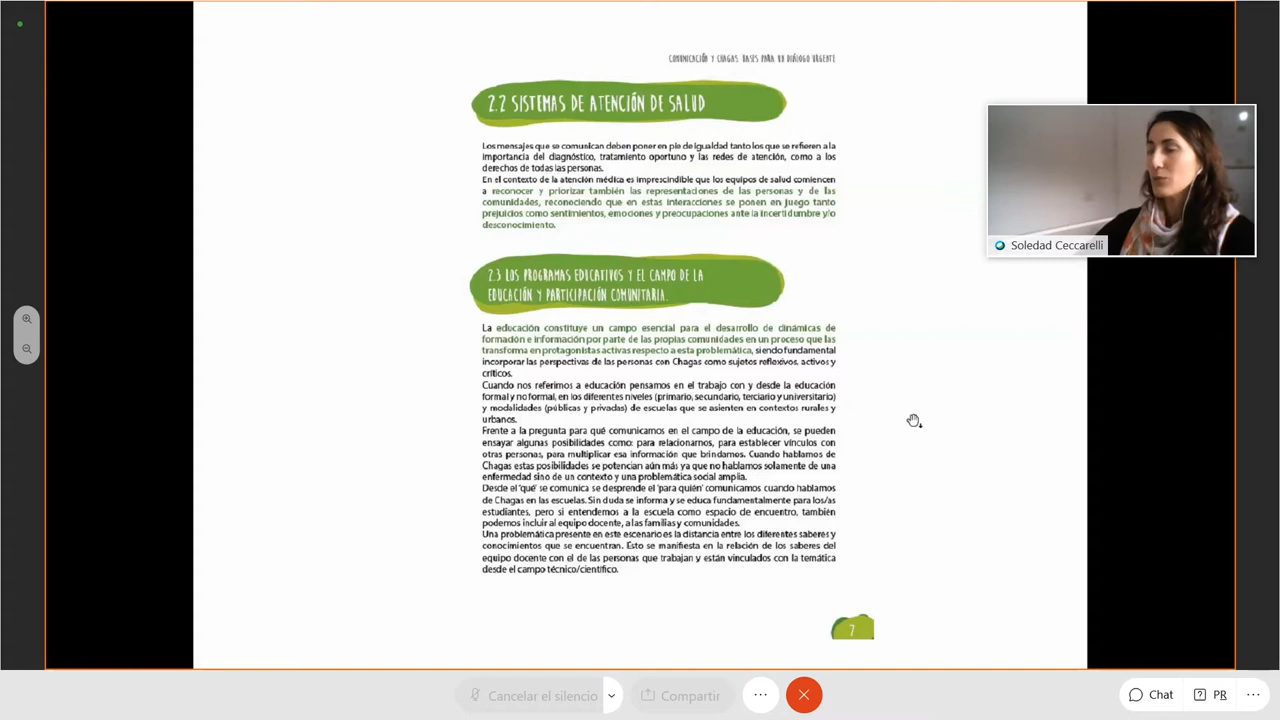 COMUNICACIÓN Y CHAGAS. BASES PARA UN DIÁLOGO URGENTE
2.2 SISTEMAS DE ATENCIÓN DE SALUD
Los mensajes que se comunican deben poner en pie de igualdad tanto los que se refieren a la
importancia del diagnóstico, tratamiento oportuno y las redes de atención, como a los
derechos de todas las personas.
En el contexto de la atención médica es imprescindible que los equipos de salud comiencen
a reconocer y priorizar también las representaciones de las personas y de las
comunidades, reconociendo que en estas interacciones se ponen en juego tanto
prejuicios como sentimientos, emociones y preocupaciones ante la incertidumbre y/o
desconocimiento.
2.3 LOS PROGRAMAS EDUCATIVOS Y EL CAMPO DE LA
EDUCACIÓN Y PARTICIPACIÓN COMUNITARIA.
La educación constituye un campo esencial para el desarrollo de dinámicas de
formación e información por parte de las propias comunidades en un proceso que las
transforma en protagonistas activas respecto a esta problemática, siendo fundamental
incorporar las perspectivas de las personas con Chagas como sujetos reflexivos, activos y
críticos.
Cuando nos referimos a educación pensamos en el trabajo con y desde la educación
formal y no formal, en los diferentes niveles (primario, secundario, terciario y universitario)
y modalidades (públicas y privadas) de escuelas que se asienten en contextos rurales y
urbanos.
Frente a la pregunta para qué comunicamos en el campo de la educación, se pueden
ensayar algunas posibilidades como: para relacionarnos, para establecer vínculos con
otras personas, para multiplicar esa información que brindamos. Cuando hablamos de
Chagas estas posibilidades se potencian aún más ya que no hablamos solamente de una
enfermedad sino de un contexto y una problemática social amplia.
Desde el 'qué' se comunica se desprende el 'para quién' comunicamos cuando hablamos
de Chagas en las escuelas. Sin duda se informa y se educa fundamentalmente para los/as
estudiantes, pero si entendemos a la escuela como espacio de encuentro, también
podemos incluir al equipo docente, a las familias y comunidades.
Una problemática presente en este escenario es la distancia entre los diferentes saberes y
conocimientos que se encuentran. Esto se manifiesta en la relación de los saberes del
equipo docente con el de las personas que trabajan y están vinculados con la temática
desde el campo técnico/científico.
7
Soledad Ceccarelli
Cancelar el silencio
Compartir
Chat
PR